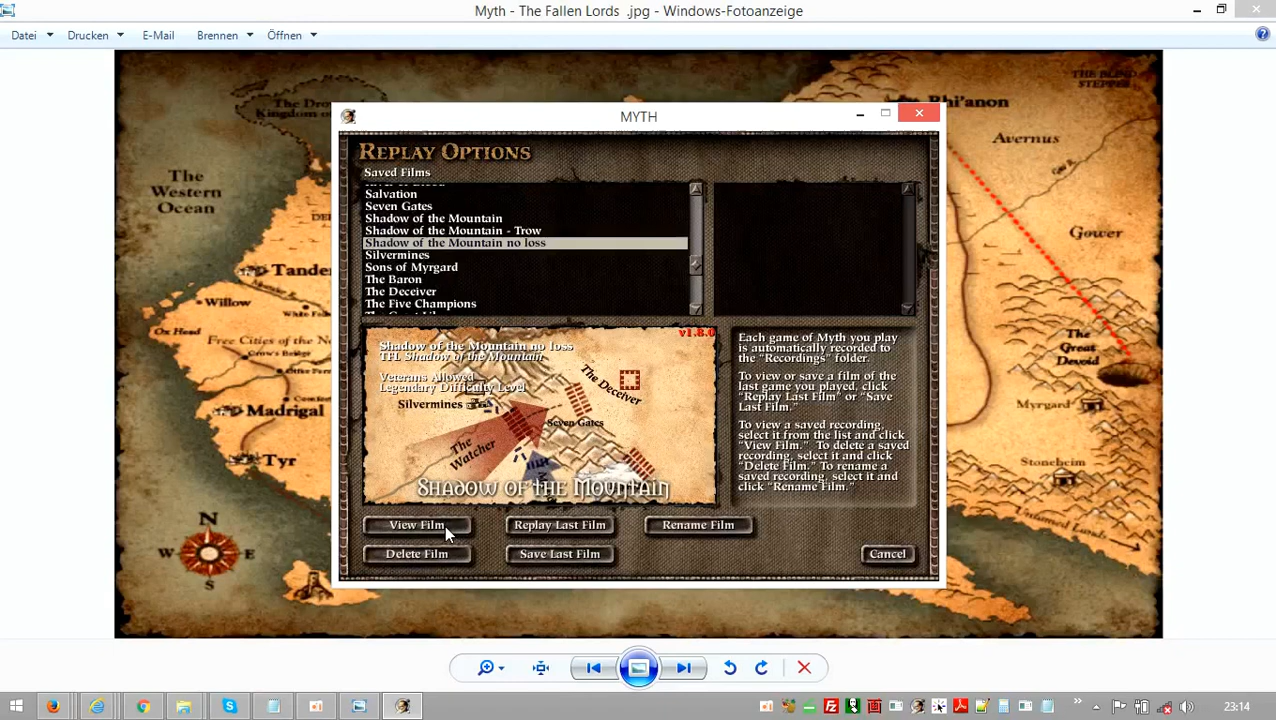 Myth - The Fallen Lords  .jpg - Windows-Fotoanzeige
Datei
Drucken
E-Mail
Brennen
Öffnen
MYTH
REPLAY OPTIONS
Saved Films
Salvation
Seven Gates
Shadow of the Mountain
Shadow of the Mountain - Trow
Shadow of the Mountain no loss
Silvermines
Sons of Myrgard
The Baron
The Deceiver
The Five Champions
v1.8.0
Shadow of the Mountain no loss
TFL Shadow of the Mountain
Veterans Allowed
Legendary Difficulty Level
Silvermines
The Deceiver
Seven Gates
The Watcher
SHADOW OF THE MOUNTAIN
Each game of Myth you play
is automatically recorded to
the "Recordings" folder.
To view or save a film of the
last game you played, click
"Replay Last Film" or "Save
Last Film."
To view a saved recording,
select it from the list and click
"View Film." To delete a saved
recording, select it and click
"Delete Film." To rename a
saved recording, select it and
click "Rename Film."
View Film
Replay Last Film
Rename Film
Delete Film
Save Last Film
Cancel
The
Western
Ocean
Willow
Ox Head
Madrigal
Tyr
N
W
E
S
THE BLIND
STEPPES
Rhi'anon
Avernus
Gower
The
Great
Devoid
Myrgard
Stoneheim
Untamed Lands
23:14